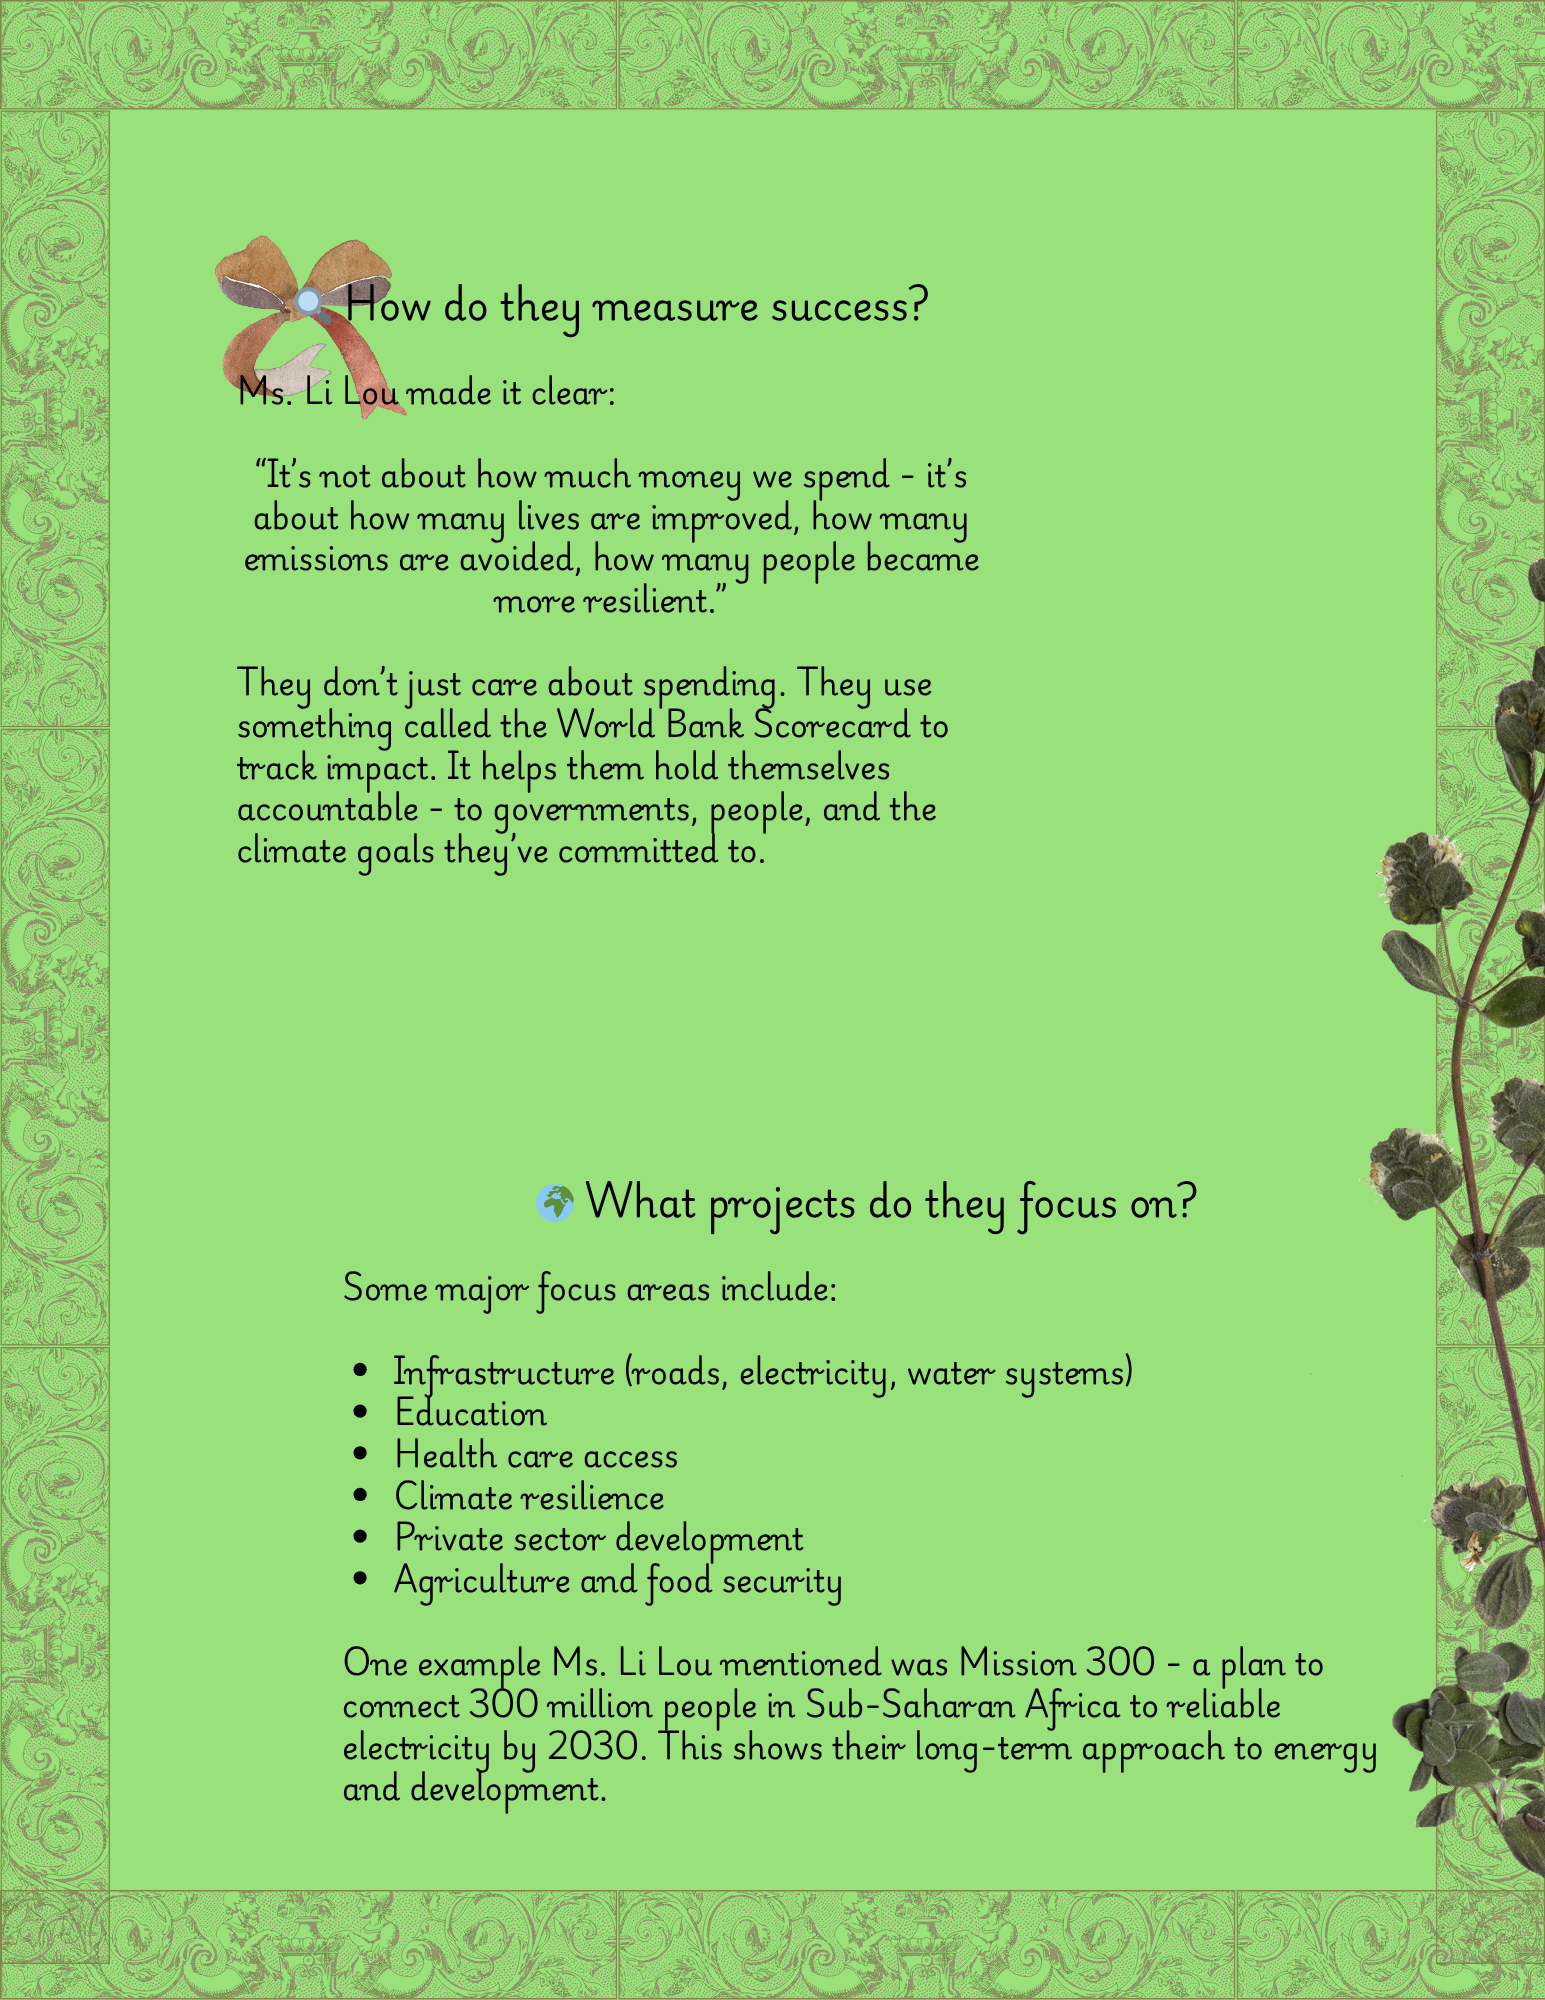 How do they measure success?
Ms. Li Lou made it clear:
“It’s not about how much money we spend - it’s
about how many lives are improved, how many
emissions are avoided, how many people became
more resilient.”
They don’t just care about spending. They use
something called the World Bank Scorecard to
track impact. It helps them hold themselves
accountable - to governments, people, and the
climate goals they’ve committed to.
What projects do they focus on?
Some major focus areas include:
• Infrastructure (roads, electricity, water systems)
• Education
• Health care access
• Climate resilience
• Private sector development
• Agriculture and food security
One example Ms. Li Lou mentioned was Mission 300 - a plan to
connect 300 million people in Sub-Saharan Africa to reliable
electricity by 2030. This shows their long-term approach to energy
and development.